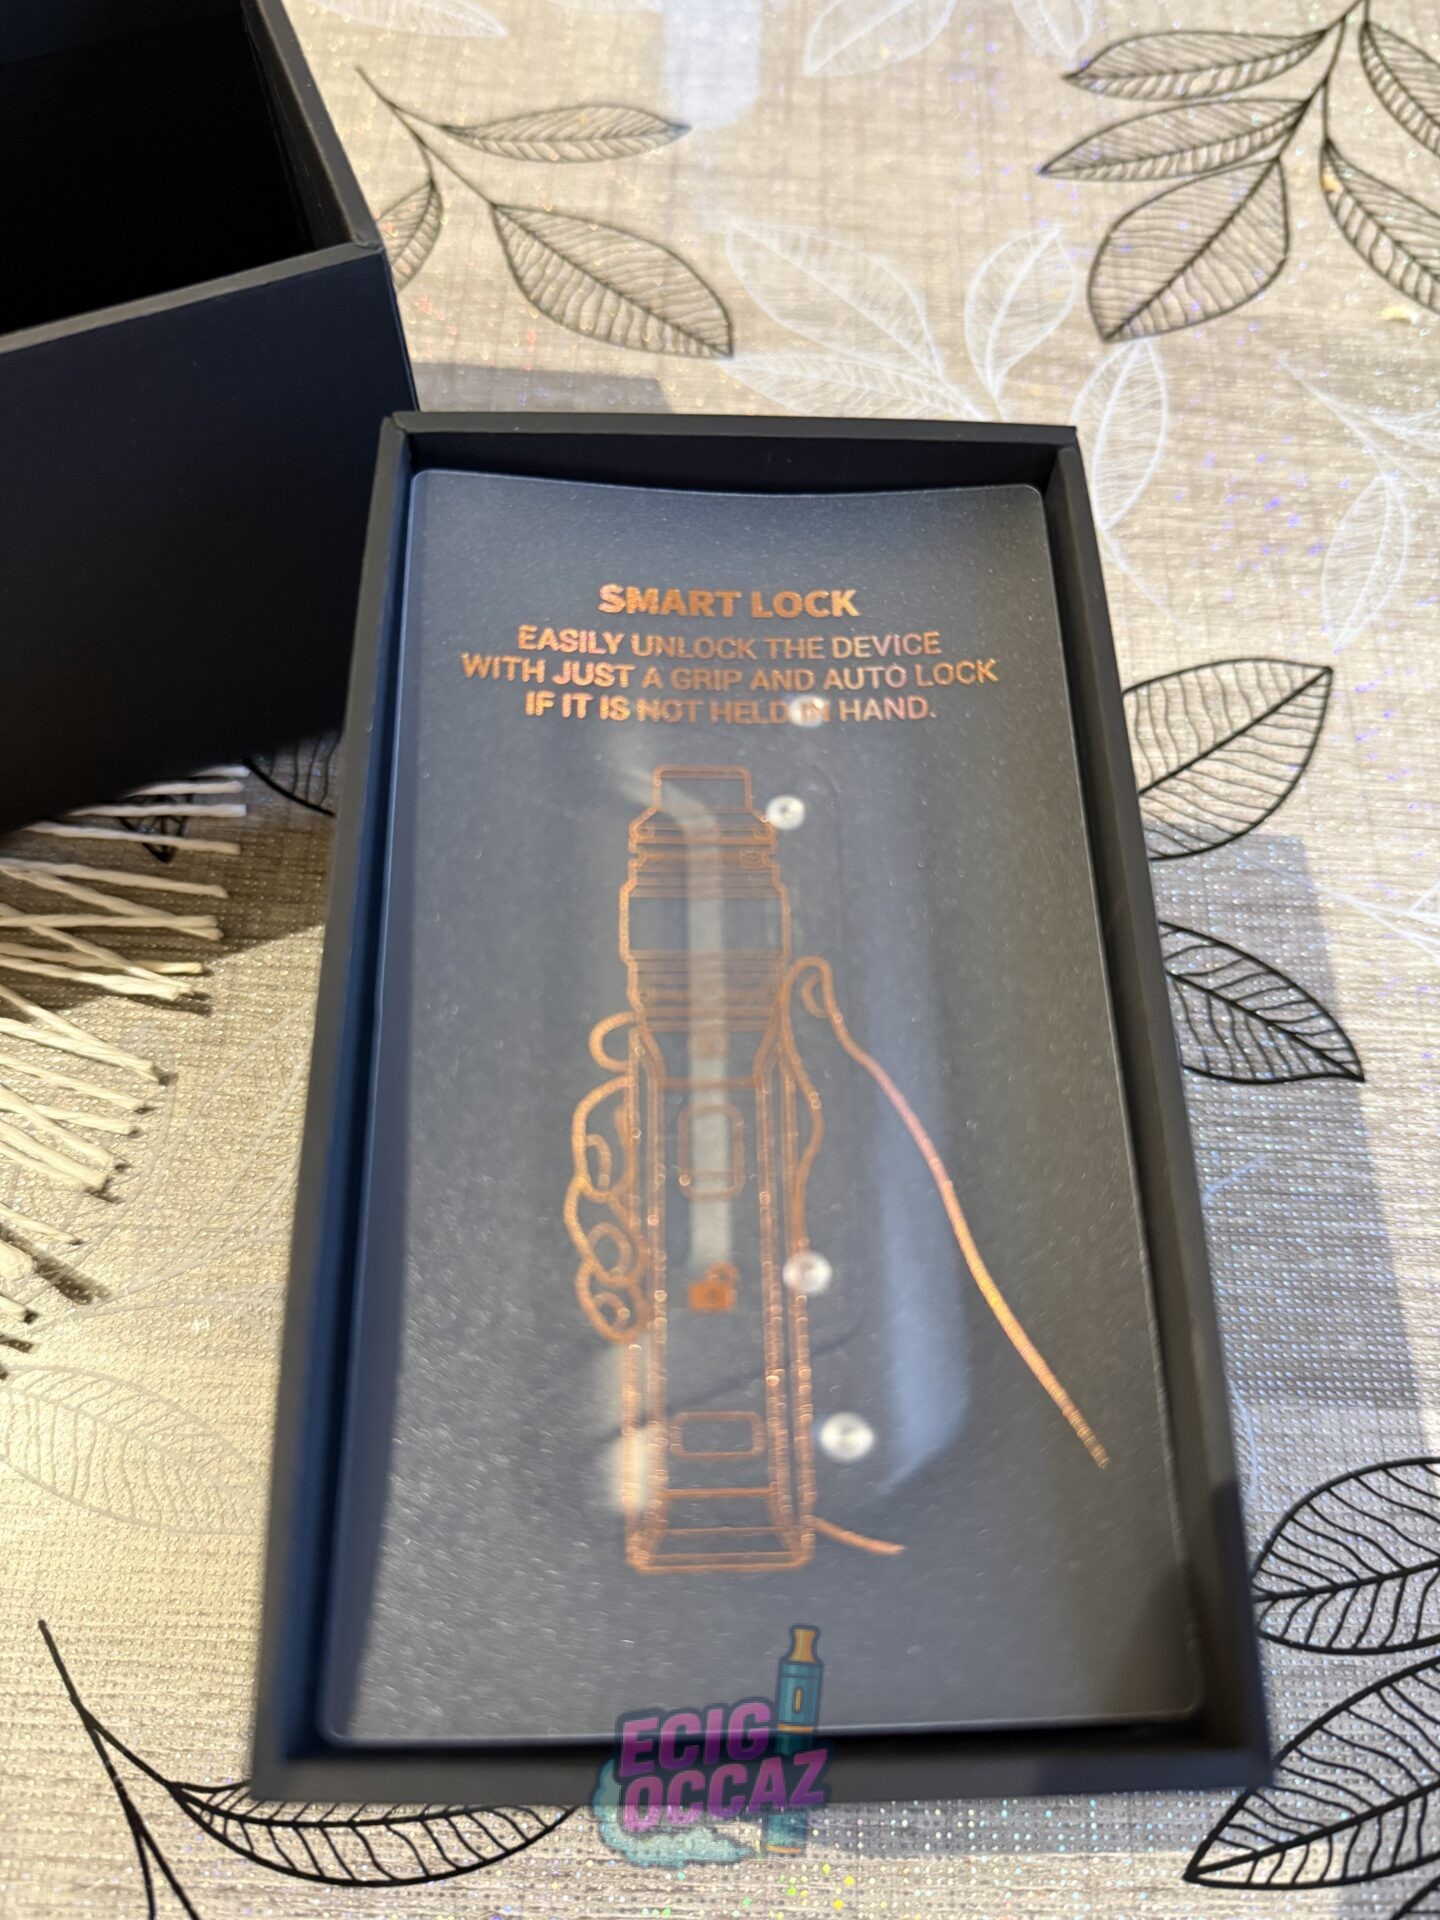 SMART LOCK
EASILY UNLOCK THE DEVICE
WITH JUST A GRIP AND AUTO LOCK
IF IT IS NOT HELD IN HAND.
ECIG
OCCAZ